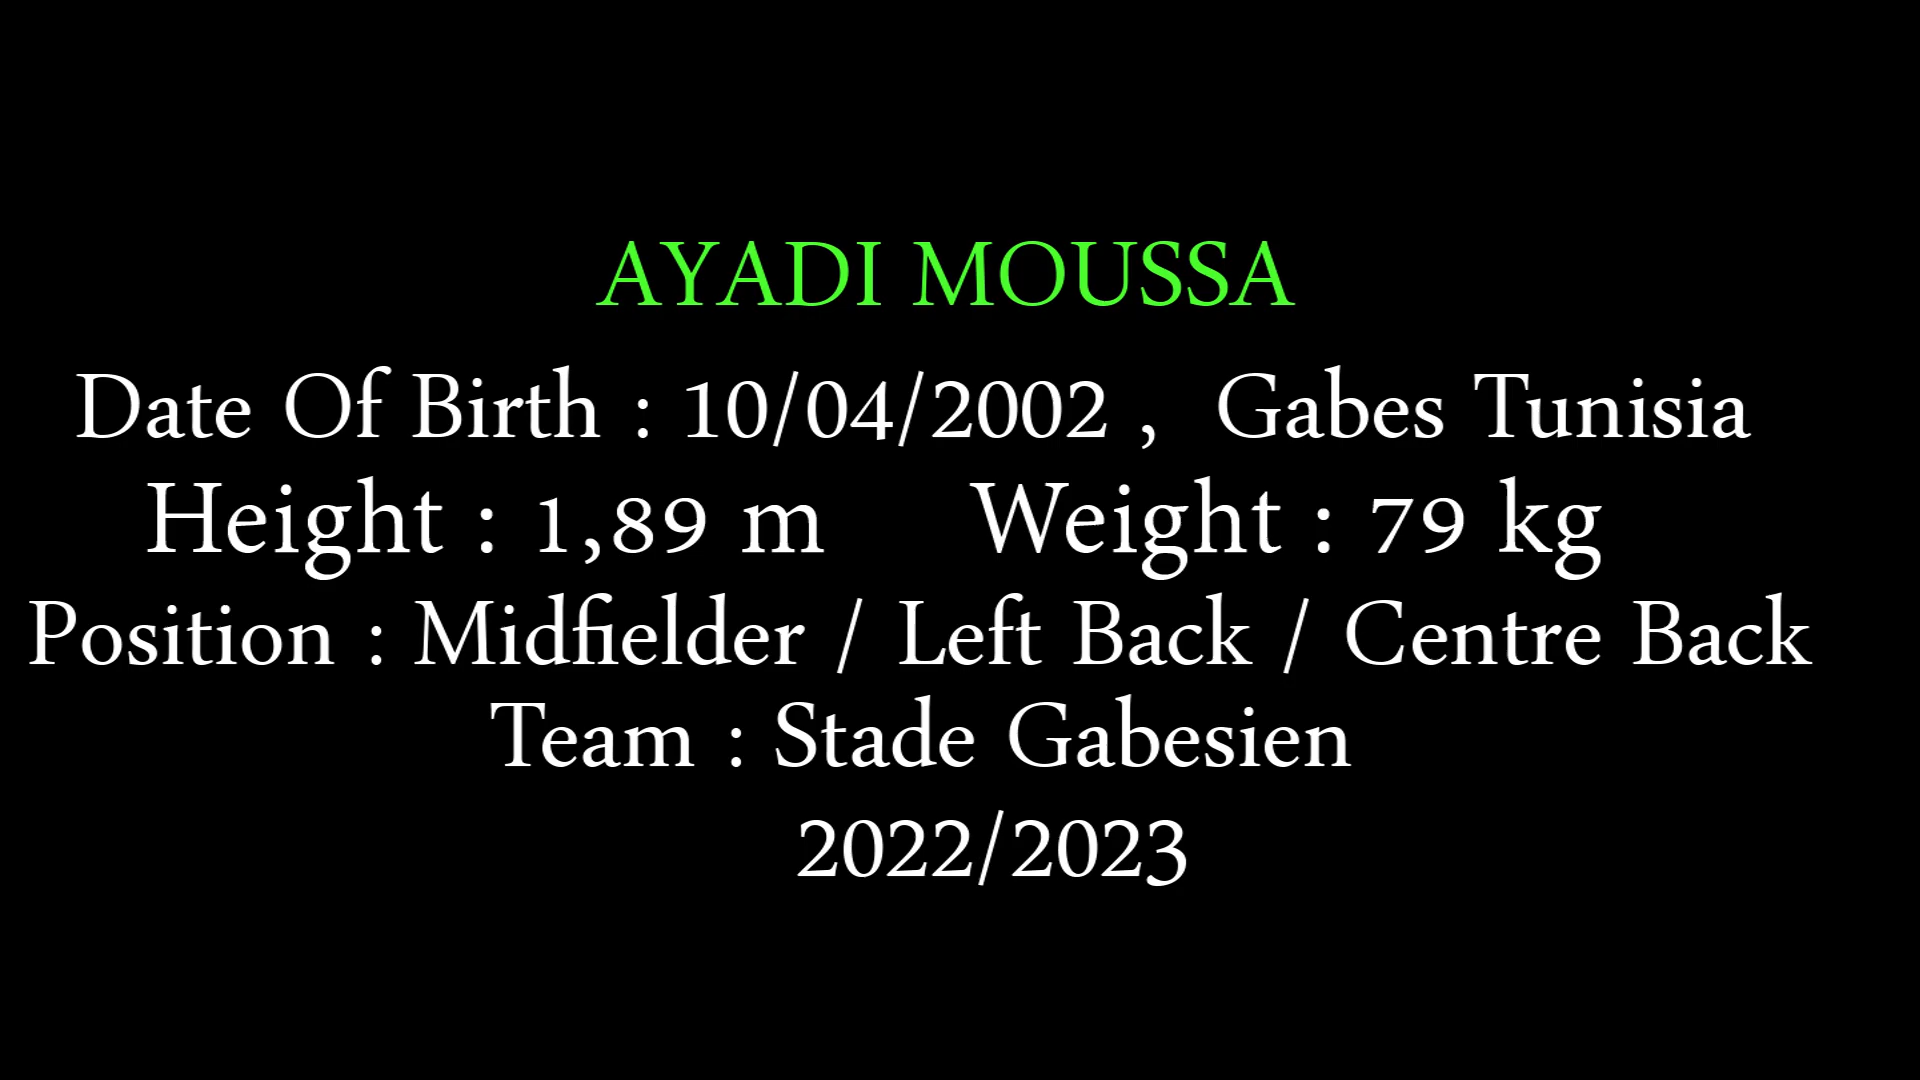 AYADI MOUSSA
Date Of Birth : 10/04/2002 , Gabes Tunisia
Height : 1,89 m Weight : 79 kg
Position : Midfielder / Left Back / Centre Back
Team : Stade Gabesien
2022/2023